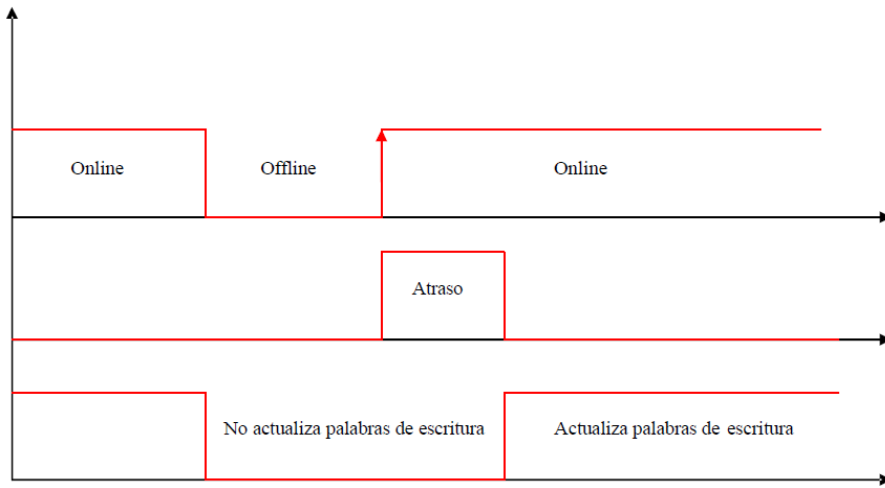 Online
Offline
Online
Atraso
No actualiza palabras de escritura
Actualiza palabras de escritura